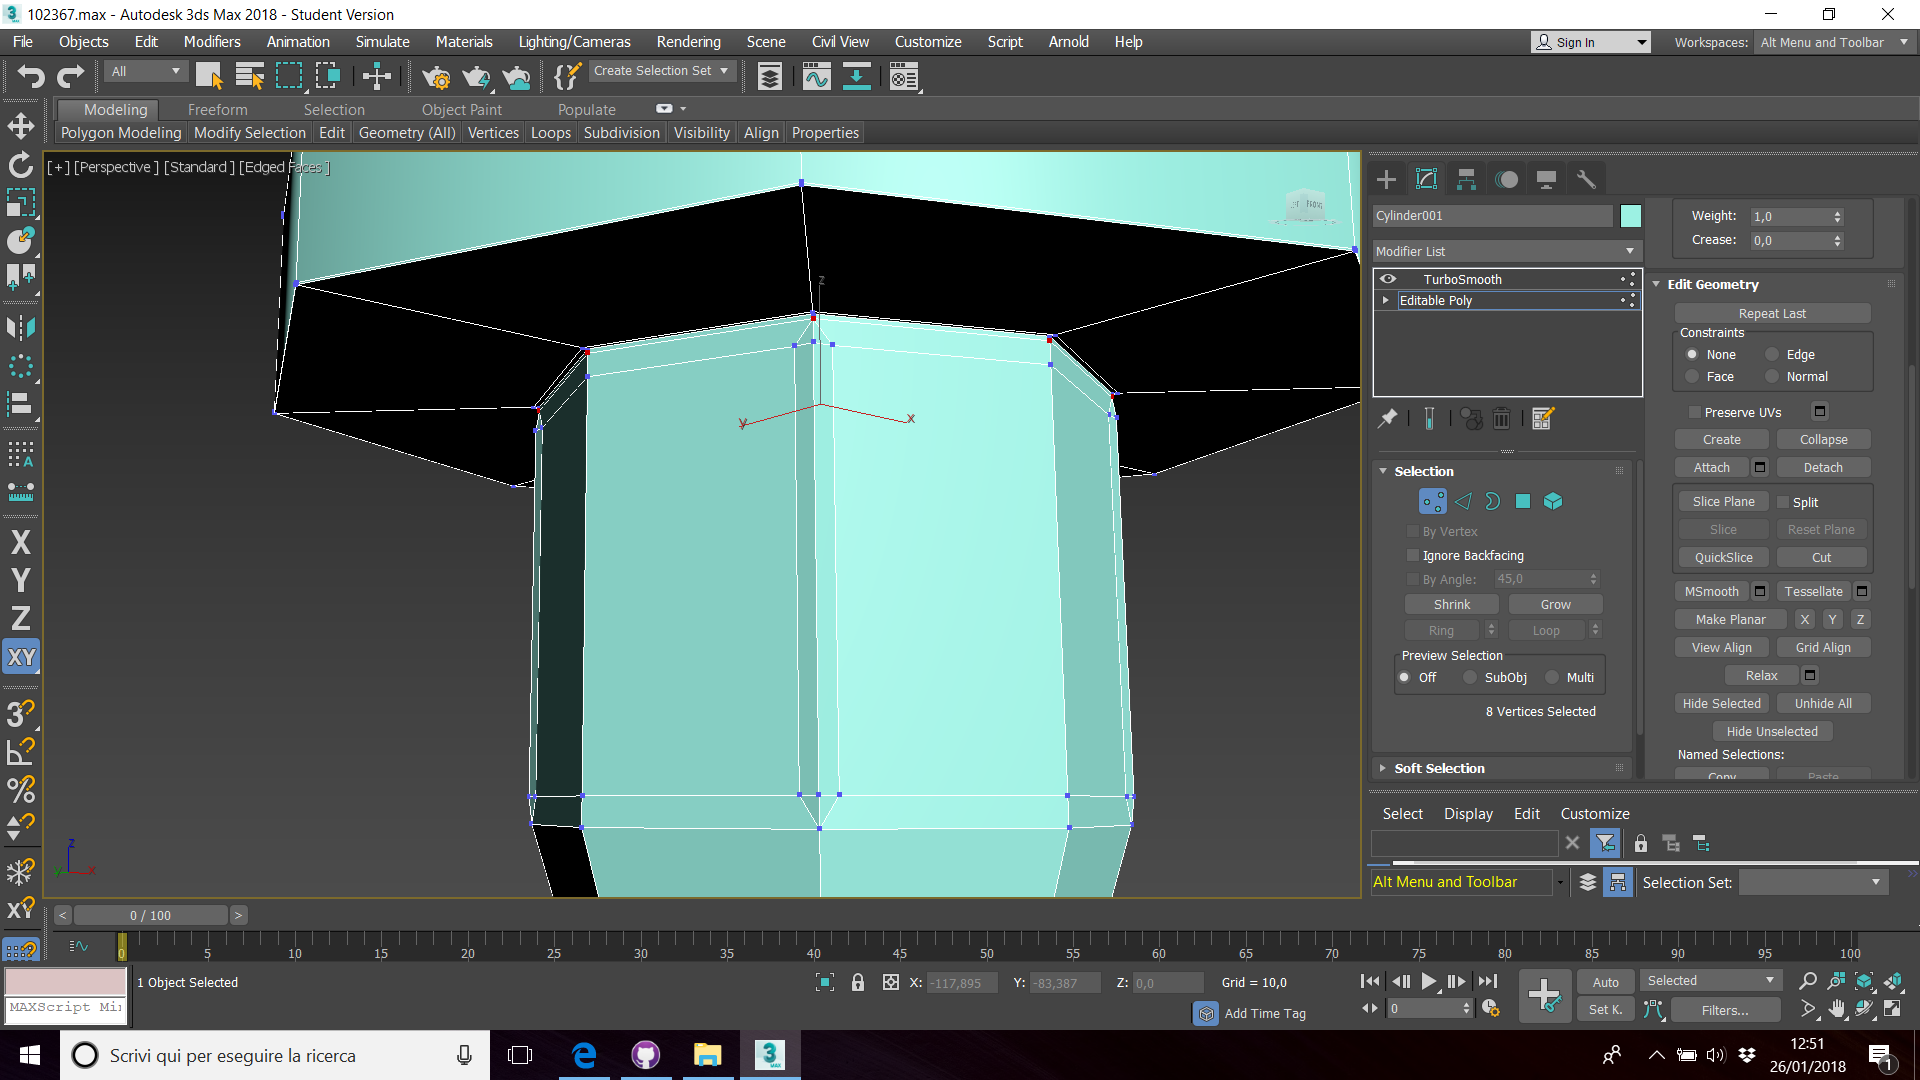 102367.max - Autodesk 3ds Max 2018 - Student Version
File Objects Edit Modifiers Animation Simulate Materials Lighting/Cameras Rendering Scene Civil View Customize Script Arnold Help
Sign In
Workspaces: Alt Menu and Toolbar
All
Create Selection Set
Modeling Freeform Selection Object Paint Populate
Polygon Modeling Modify Selection Edit Geometry (All) Vertices Loops Subdivision Visibility Align Properties
[+] [Perspective] [Standard] [Edged Faces]
FRONT
z
y
x
z
y
x
X
Y
Z
XY
3
%
XY
Cylinder001
Modifier List
TurboSmooth
Editable Poly
Selection
By Vertex
Ignore Backfacing
By Angle: 45,0
Shrink Grow
Ring Loop
Preview Selection
Off SubObj Multi
8 Vertices Selected
Soft Selection
Weight: 1,0
Crease: 0,0
Edit Geometry
Repeat Last
Constraints
None Edge
Face Normal
Preserve UVs
Create Collapse
Attach Detach
Slice Plane Split
Slice Reset Plane
QuickSlice Cut
MSmooth Tessellate
Make Planar X Y Z
View Align Grid Align
Relax
Hide Selected Unhide All
Hide Unselected
Named Selections:
Copy Paste
Select Display Edit Customize
Alt Menu and Toolbar
Selection Set:
< 0 / 100 >
0 5 10 15 20 25 30 35 40 45 50 55 60 65 70 75 80 85 90 95 100
MAXScript Mi
1 Object Selected
X: -117,895 Y: -83,387 Z: 0,0 Grid = 10,0
Add Time Tag
0
Auto Selected
Set K. Filters...
Scrivi qui per eseguire la ricerca
3
MAX
12:51
26/01/2018
1